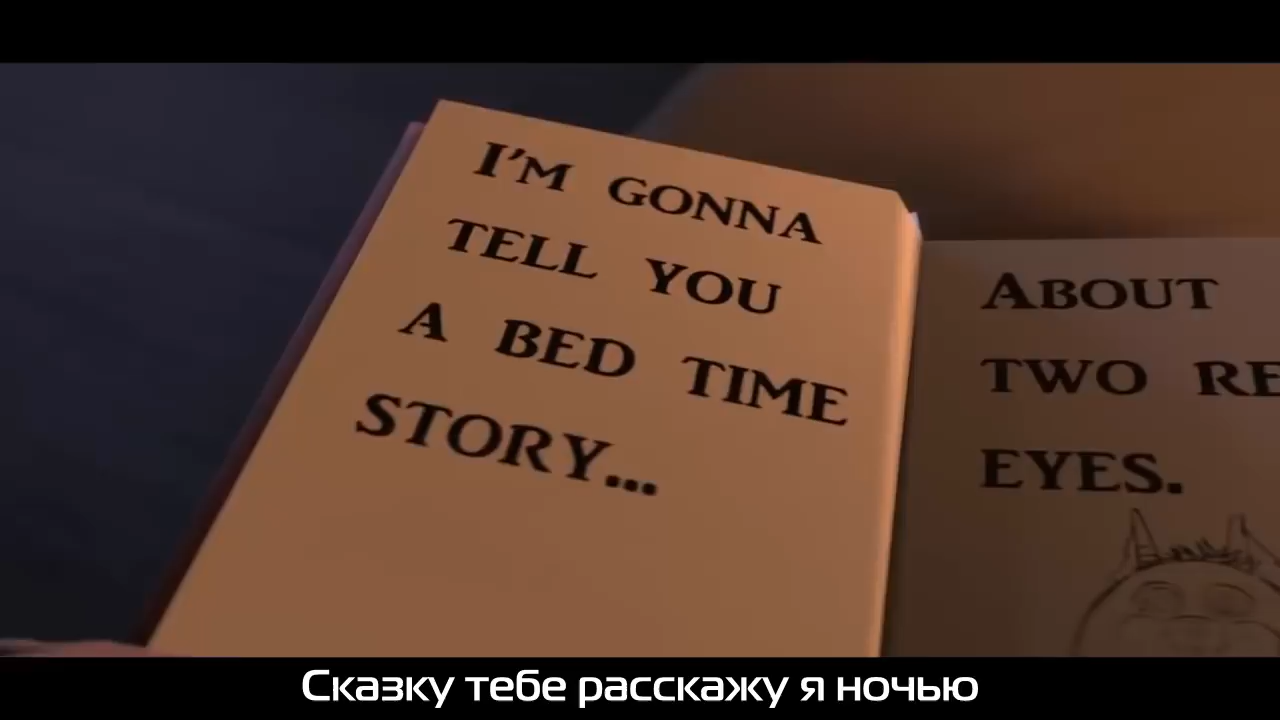 I'M GONNA
TELL YOU
A BED TIME
STORY...
ABOUT
TWO
EYES.
Сказку тебе расскажу я ночью